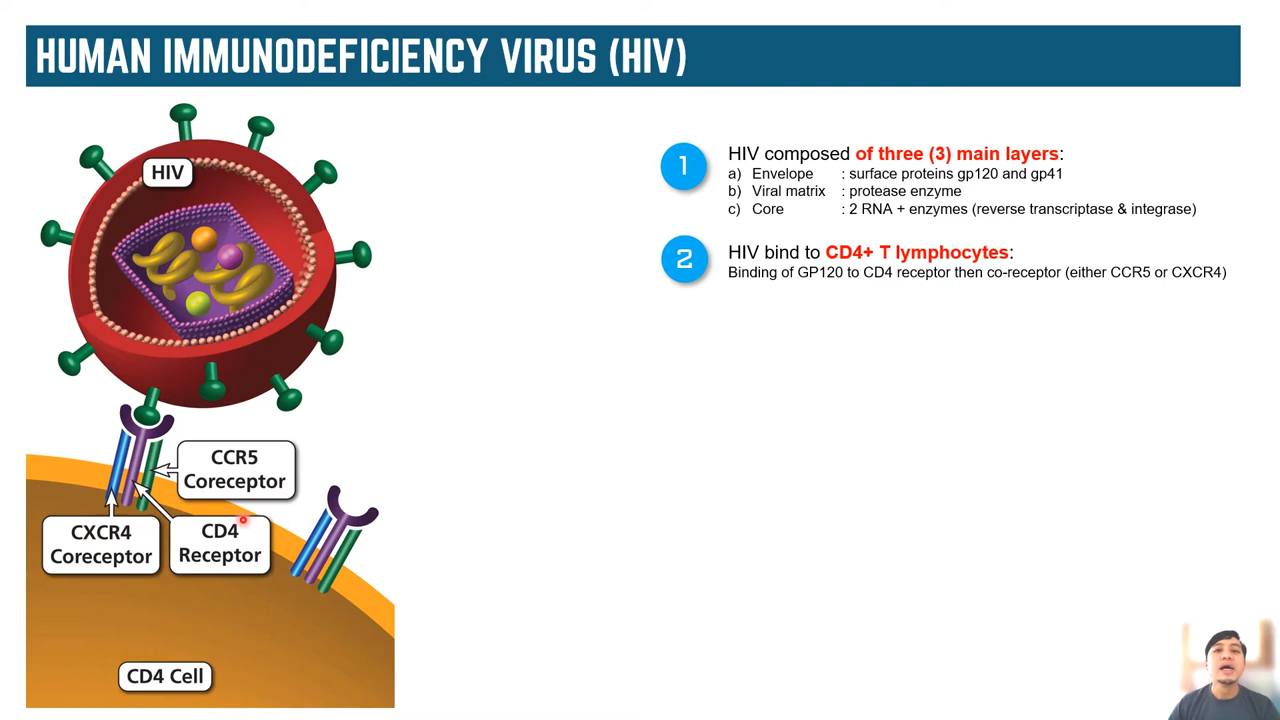 HUMAN IMMUNODEFICIENCY VIRUS (HIV)
HIV
CCR5
Coreceptor
CXCR4
Coreceptor
CD4
Receptor
CD4 Cell
1
HIV composed of three (3) main layers:
a) Envelope : surface proteins gp120 and gp41
b) Viral matrix : protease enzyme
c) Core : 2 RNA + enzymes (reverse transcriptase & integrase)
2
HIV bind to CD4+ T lymphocytes:
Binding of GP120 to CD4 receptor then co-receptor (either CCR5 or CXCR4)